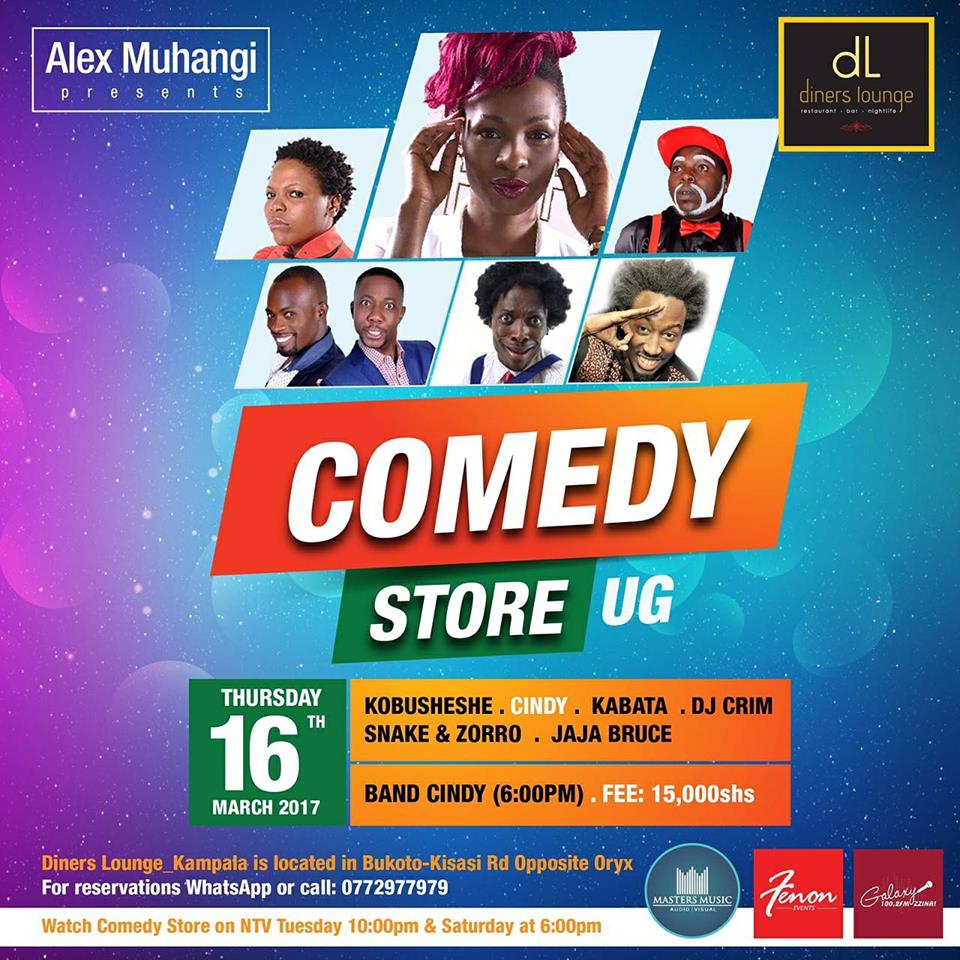 Alex Muhangi
presents
dL
diners lounge
restaurant · bar · nightlife
COMEDY
STORE UG
THURSDAY
16TH
MARCH 2017
KOBUSHESHE . CINDY . KABATA . DJ CRIM
SNAKE & ZORRO . JAJA BRUCE
BAND CINDY (6:00PM) . FEE: 15,000shs
Diners Lounge_Kampala is located in Bukoto-Kisasi Rd Opposite Oryx
For reservations WhatsApp or call: 0772977979
Watch Comedy Store on NTV Tuesday 10:00pm & Saturday at 6:00pm
MASTERS MUSIC
AUDIO | VISUAL
Fenon
EVENTS
Galaxy
100.2FM ZZINA!